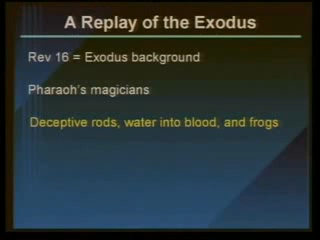 A Replay of the Exodus
Rev 16 = Exodus background
Pharaoh's magicians
Deceptive rods, water into blood, and frogs